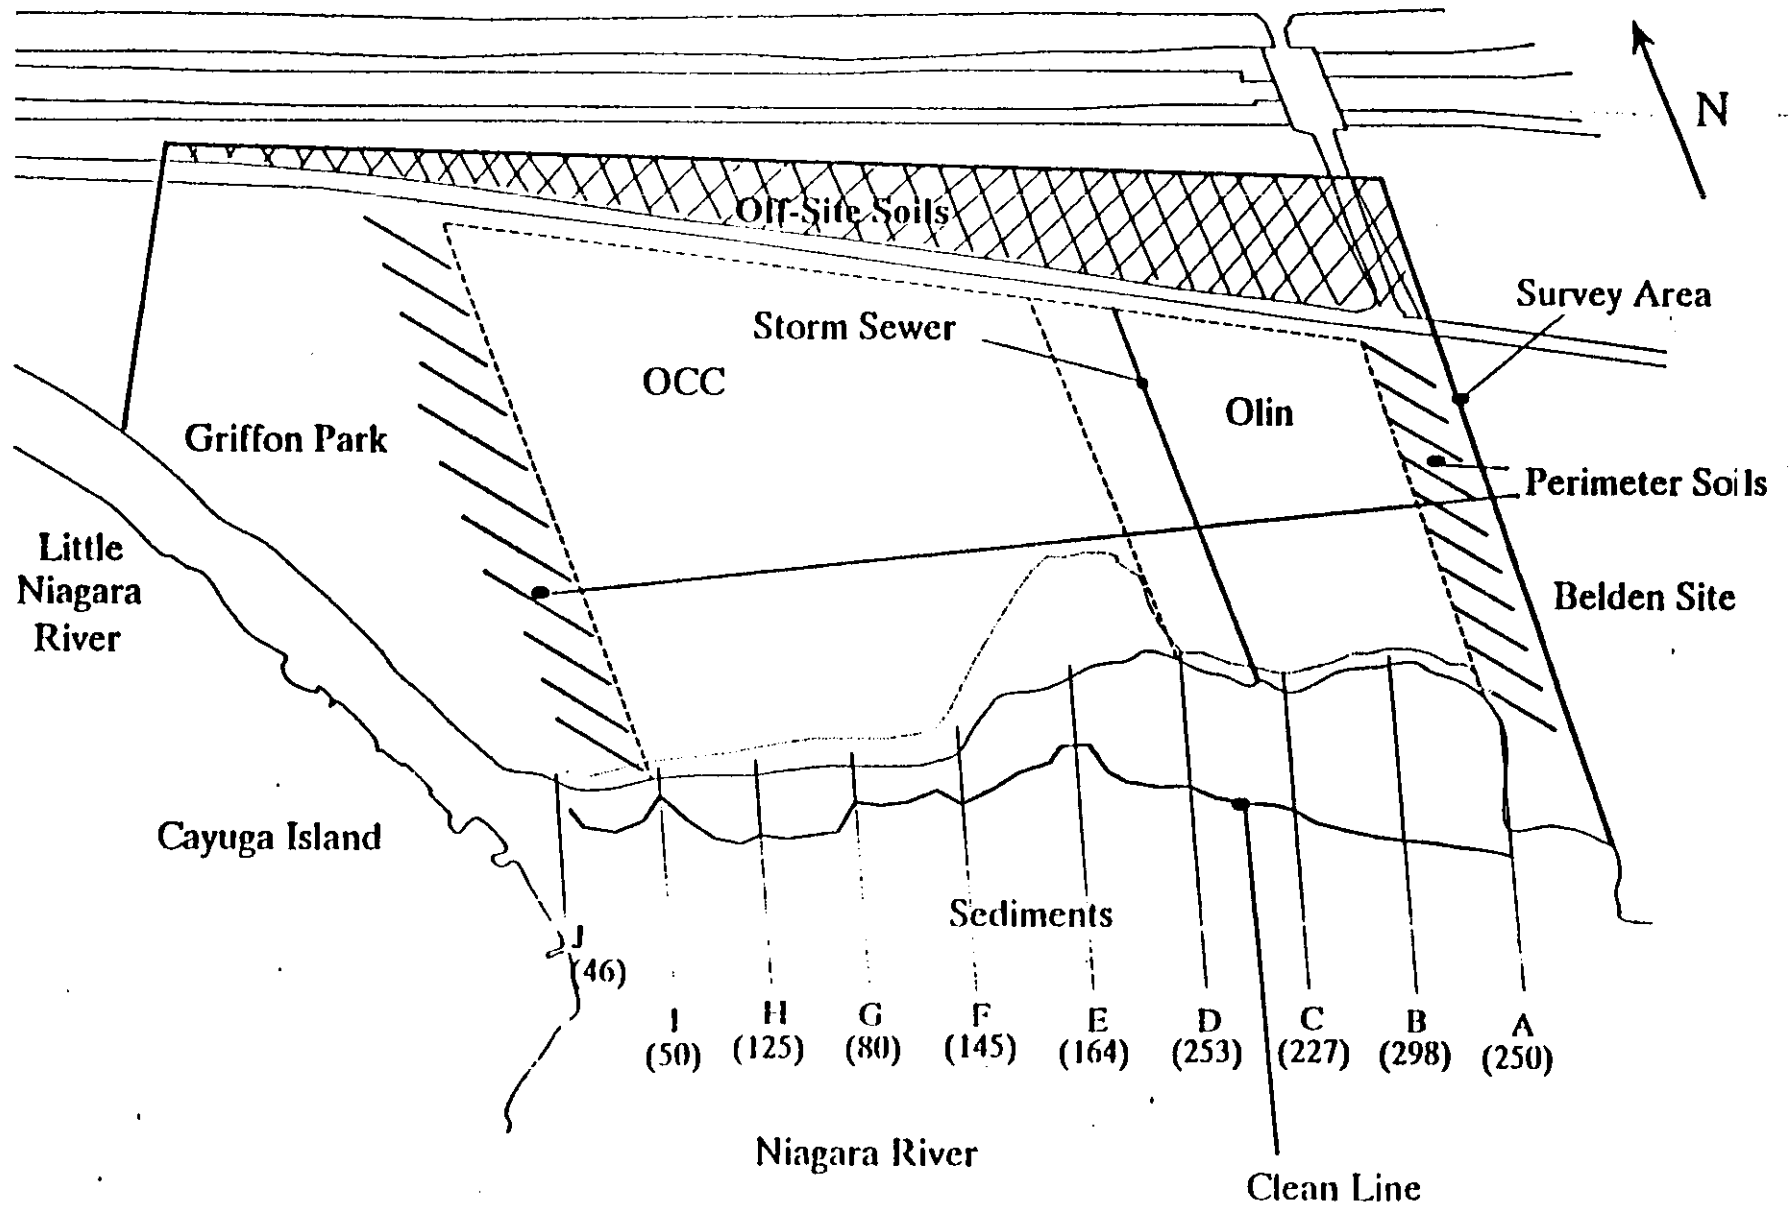 N
Off-Site Soils
Survey Area
Storm Sewer
OCC
Olin
Griffon Park
Perimeter Soils
Little
Niagara
River
Belden Site
Cayuga Island
Sediments
J
(46)
I
(50)
H
(125)
G
(80)
F
(145)
E
(164)
D
(253)
C
(227)
B
(298)
A
(250)
Niagara River
Clean Line